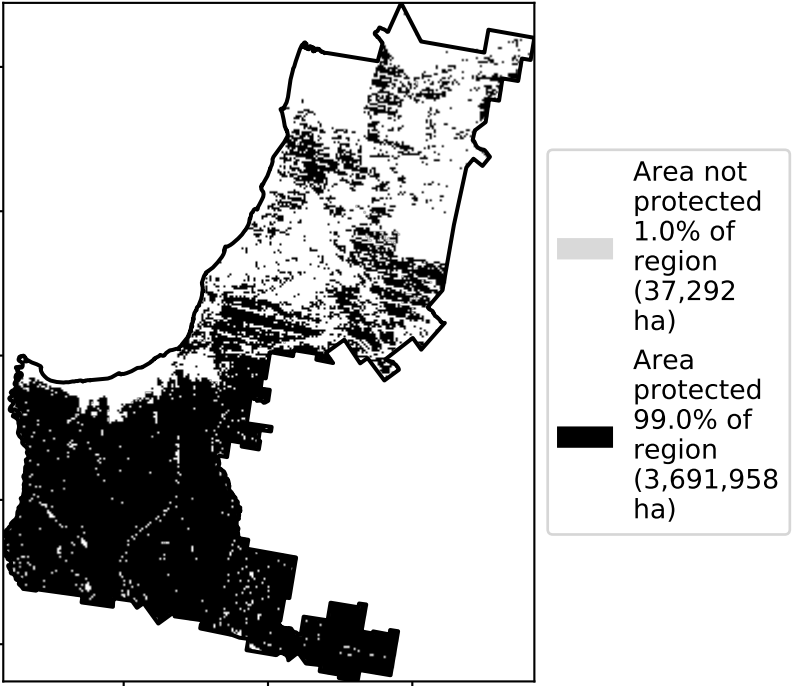 Area not
protected
1.0% of
region
(37,292
ha)
Area
protected
99.0% of
region
(3,691,958
ha)